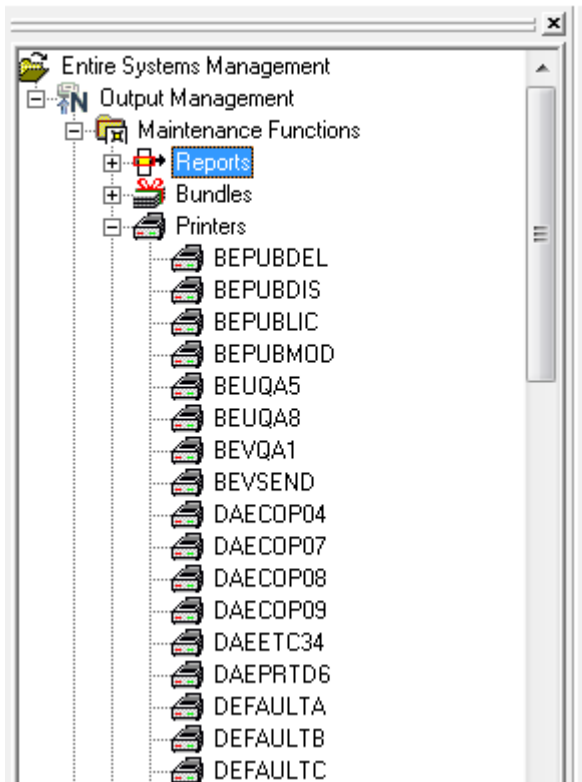 Entire Systems Management
Output Management
Maintenance Functions
Reports
Bundles
Printers
BEPUBDEL
BEPUBDIS
BEPUBLIC
BEPUBMOD
BEUQA5
BEUQA8
BEVQA1
BEVSEND
DAECOP04
DAECOP07
DAECOP08
DAECOP09
DAEETC34
DAEPRTD6
DEFAULTA
DEFAULTB
DEFAULTC